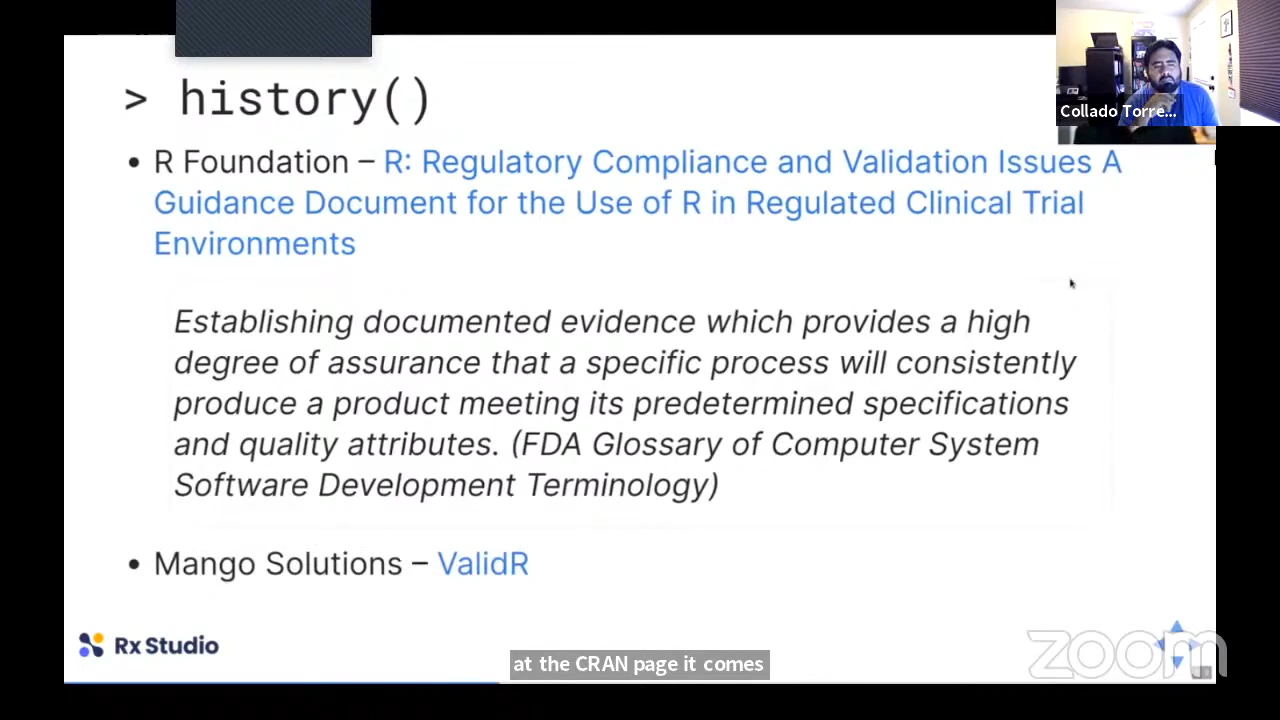 > history()
Collado Torre...
• R Foundation – R: Regulatory Compliance and Validation Issues A
Guidance Document for the Use of R in Regulated Clinical Trial
Environments
Establishing documented evidence which provides a high
degree of assurance that a specific process will consistently
produce a product meeting its predetermined specifications
and quality attributes. (FDA Glossary of Computer System
Software Development Terminology)
• Mango Solutions – ValidR
Rx Studio
zoom
at the CRAN page it comes